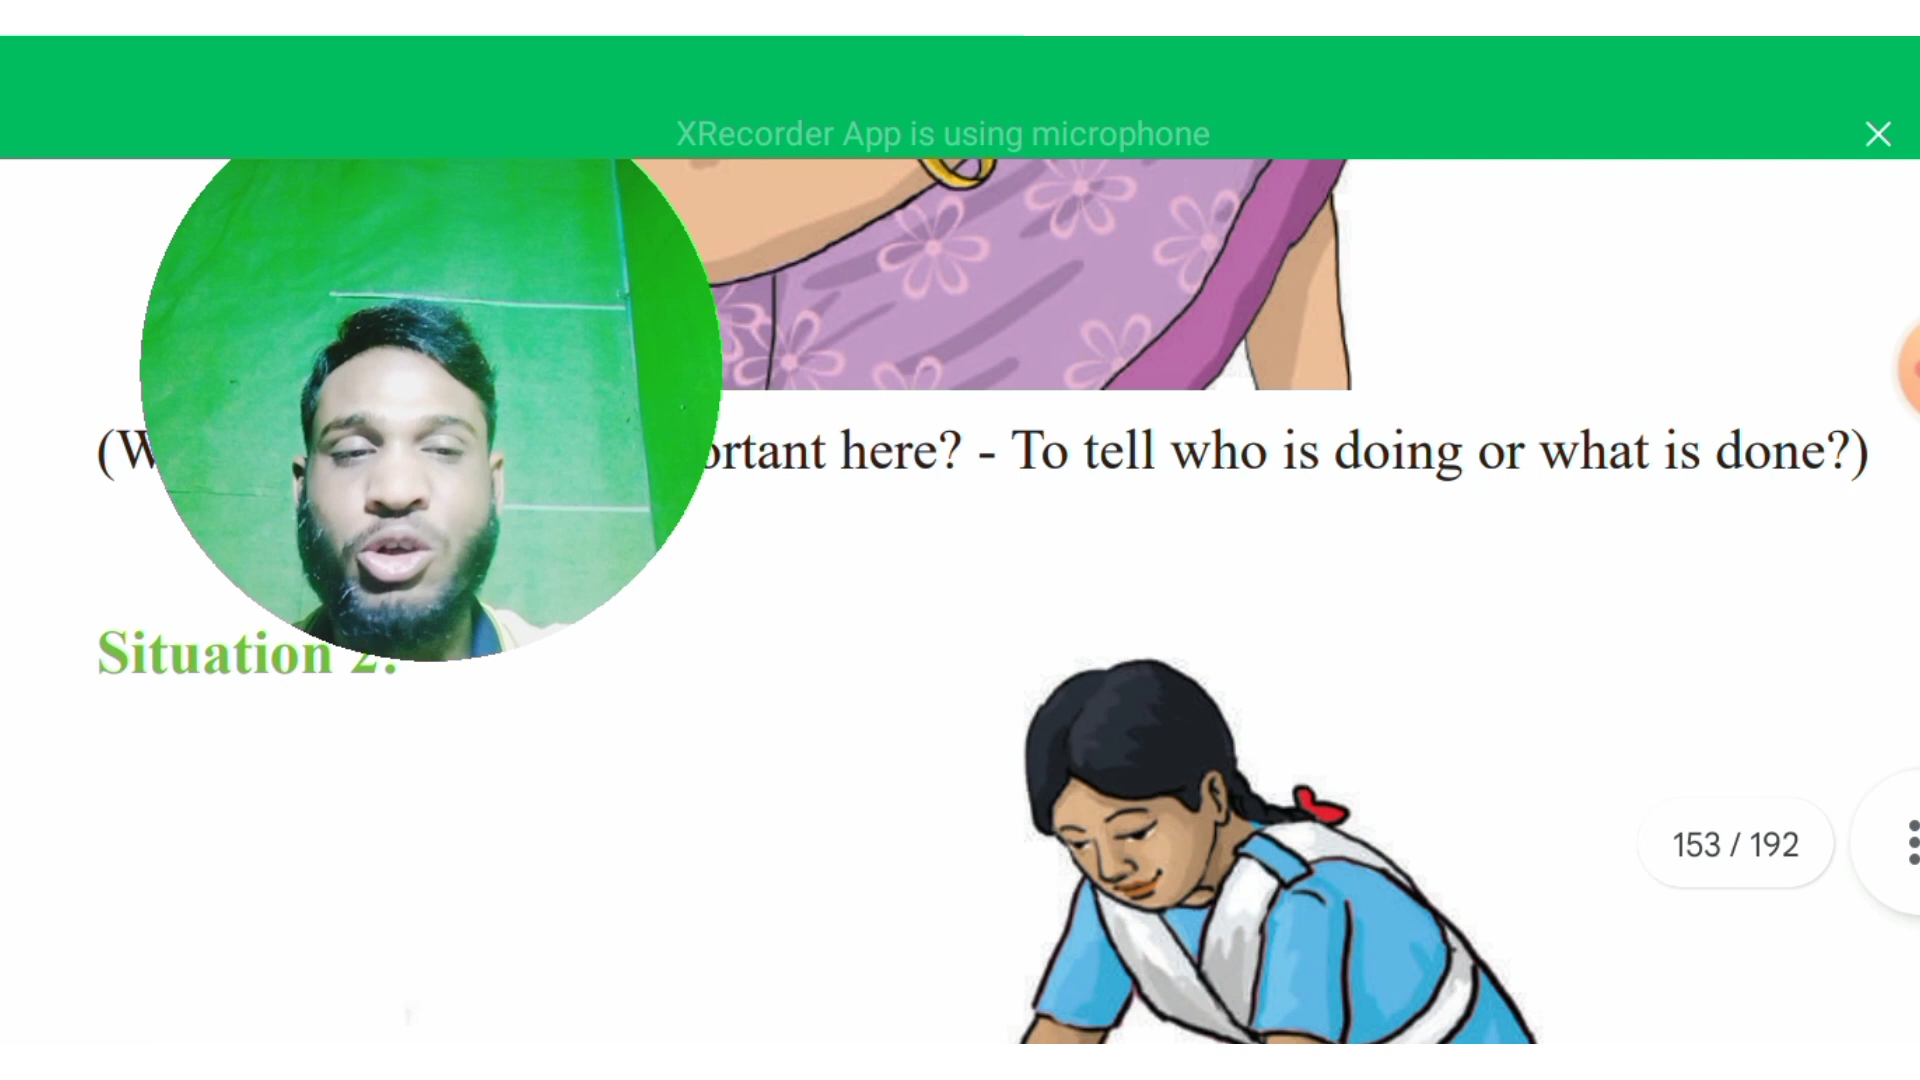 XRecorder App is using microphone
(W ortant here? - To tell who is doing or what is done?)
Situation 2:
153 / 192